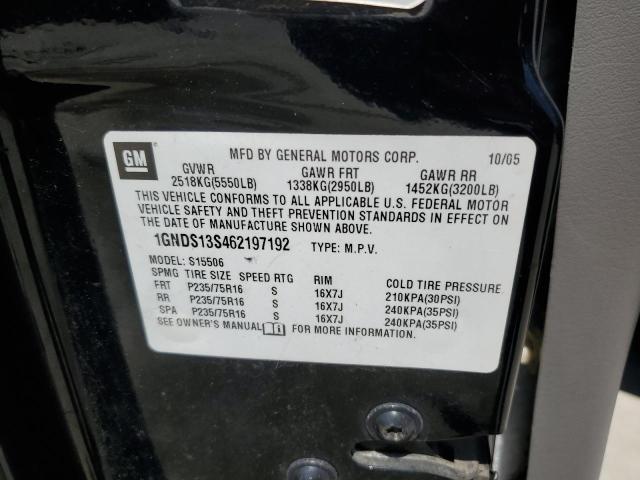 GM
MFD BY GENERAL MOTORS CORP. 10/05
GVWR GAWR FRT GAWR RR
2518KG(5550LB) 1338KG(2950LB) 1452KG(3200LB)
THIS VEHICLE CONFORMS TO ALL APPLICABLE U.S. FEDERAL MOTOR
VEHICLE SAFETY AND THEFT PREVENTION STANDARDS IN EFFECT ON
THE DATE OF MANUFACTURE SHOWN ABOVE.
1GNDS13S462197192 TYPE: M.P.V.
MODEL: S15506
SPMG TIRE SIZE SPEED RTG RIM COLD TIRE PRESSURE
FRT P235/75R16 S 16X7J 210KPA(30PSI)
RR P235/75R16 S 16X7J 240KPA(35PSI)
SPA P235/75R16 S 16X7J 240KPA(35PSI)
SEE OWNER'S MANUAL FOR MORE INFORMATION.